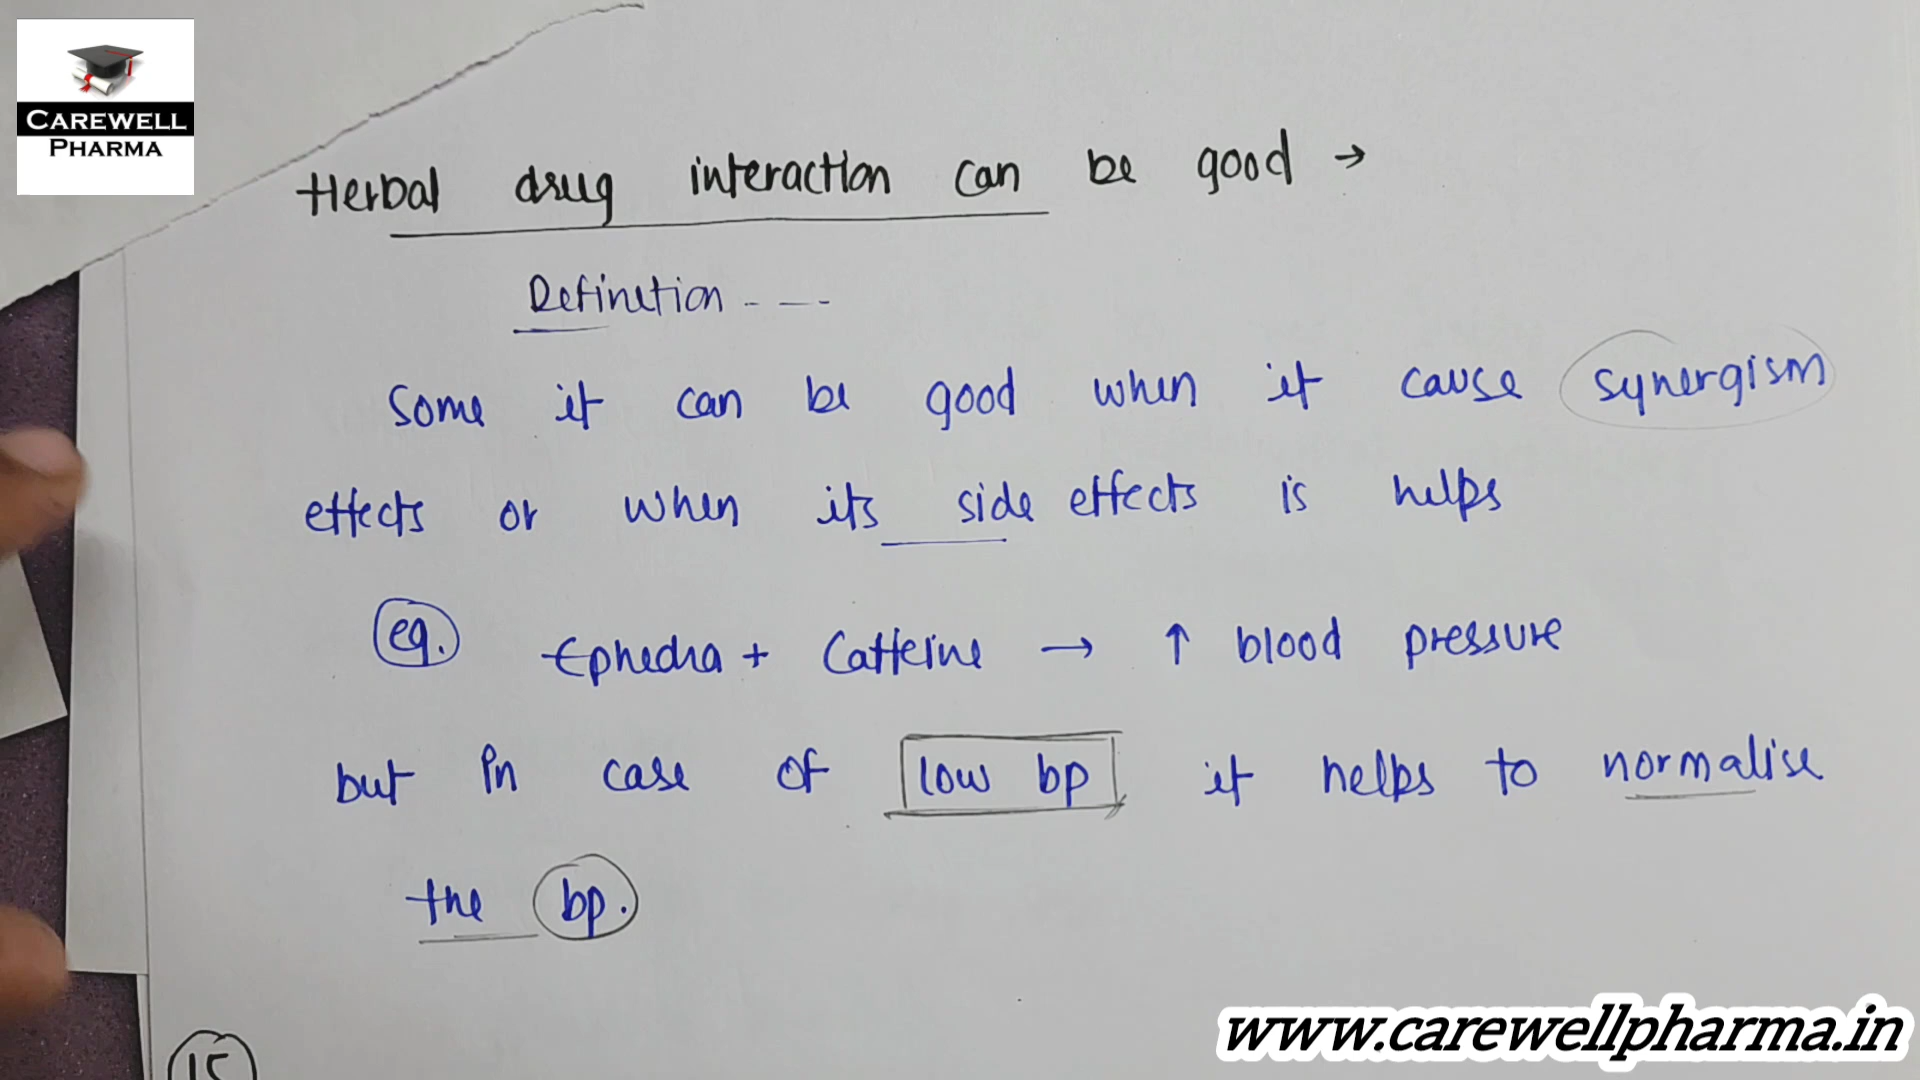 CAREWELL
PHARMA
Herbal drug interaction can be good →
Definition - - - -
Some it can be good when it cause synergism
effects or when its side effects is helps
eg. Ephedra + Caffeine → ↑ blood pressure
but in case of low bp it helps to normalise
the bp.
15
www.carewellpharma.in